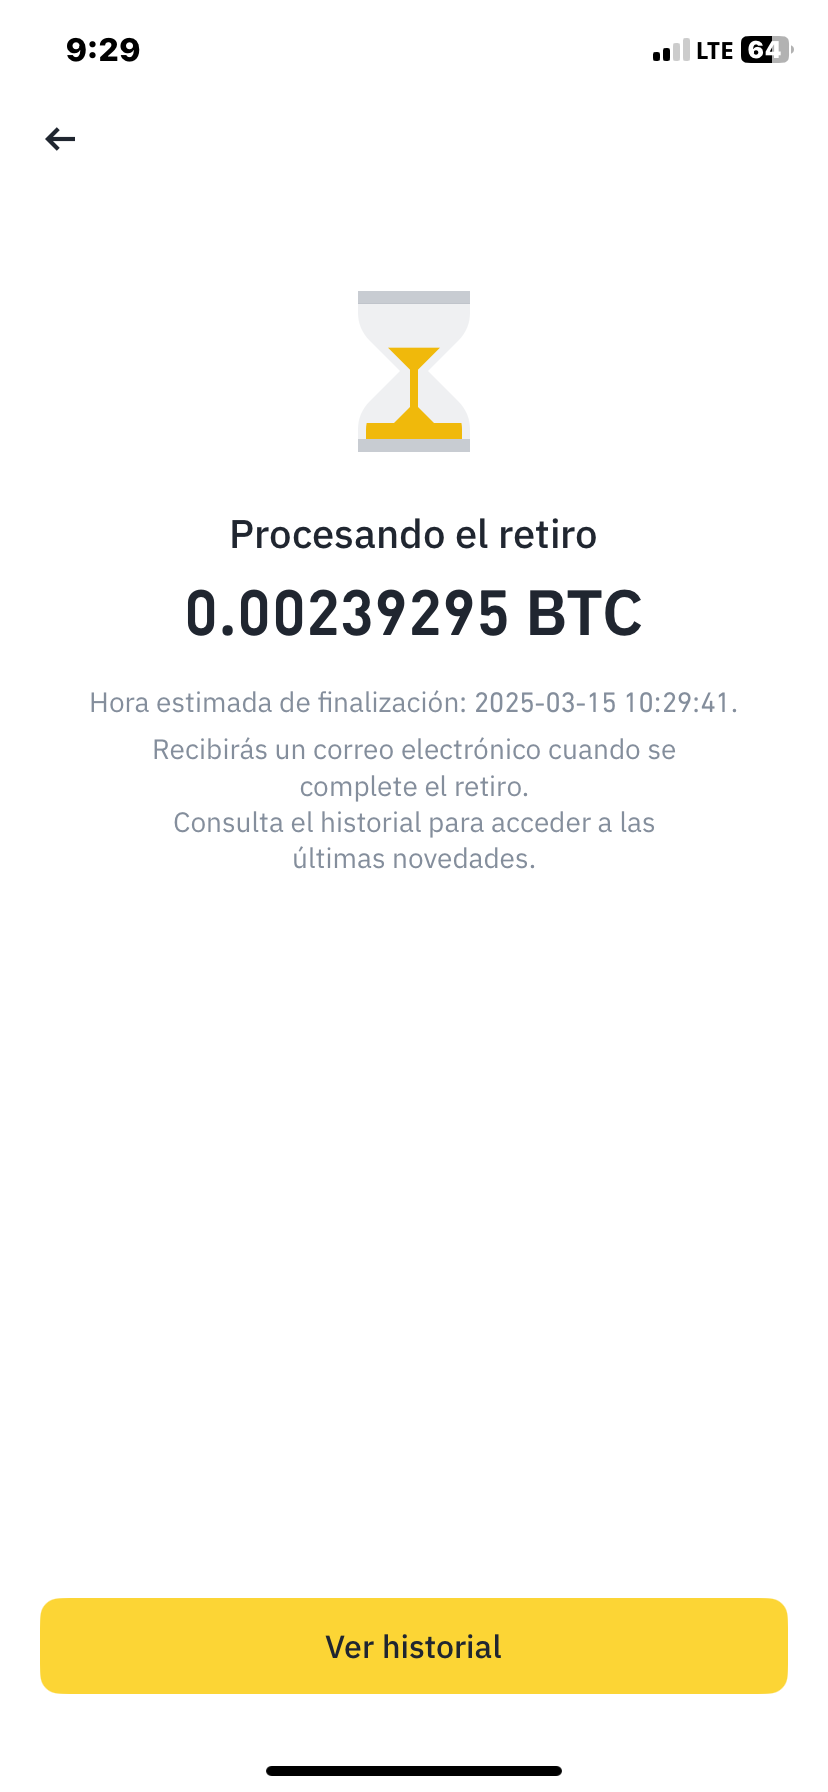 9:29
LTE 64
Procesando el retiro
0.00239295 BTC
Hora estimada de finalización: 2025-03-15 10:29:41.
Recibirás un correo electrónico cuando se
complete el retiro.
Consulta el historial para acceder a las
últimas novedades.
Ver historial